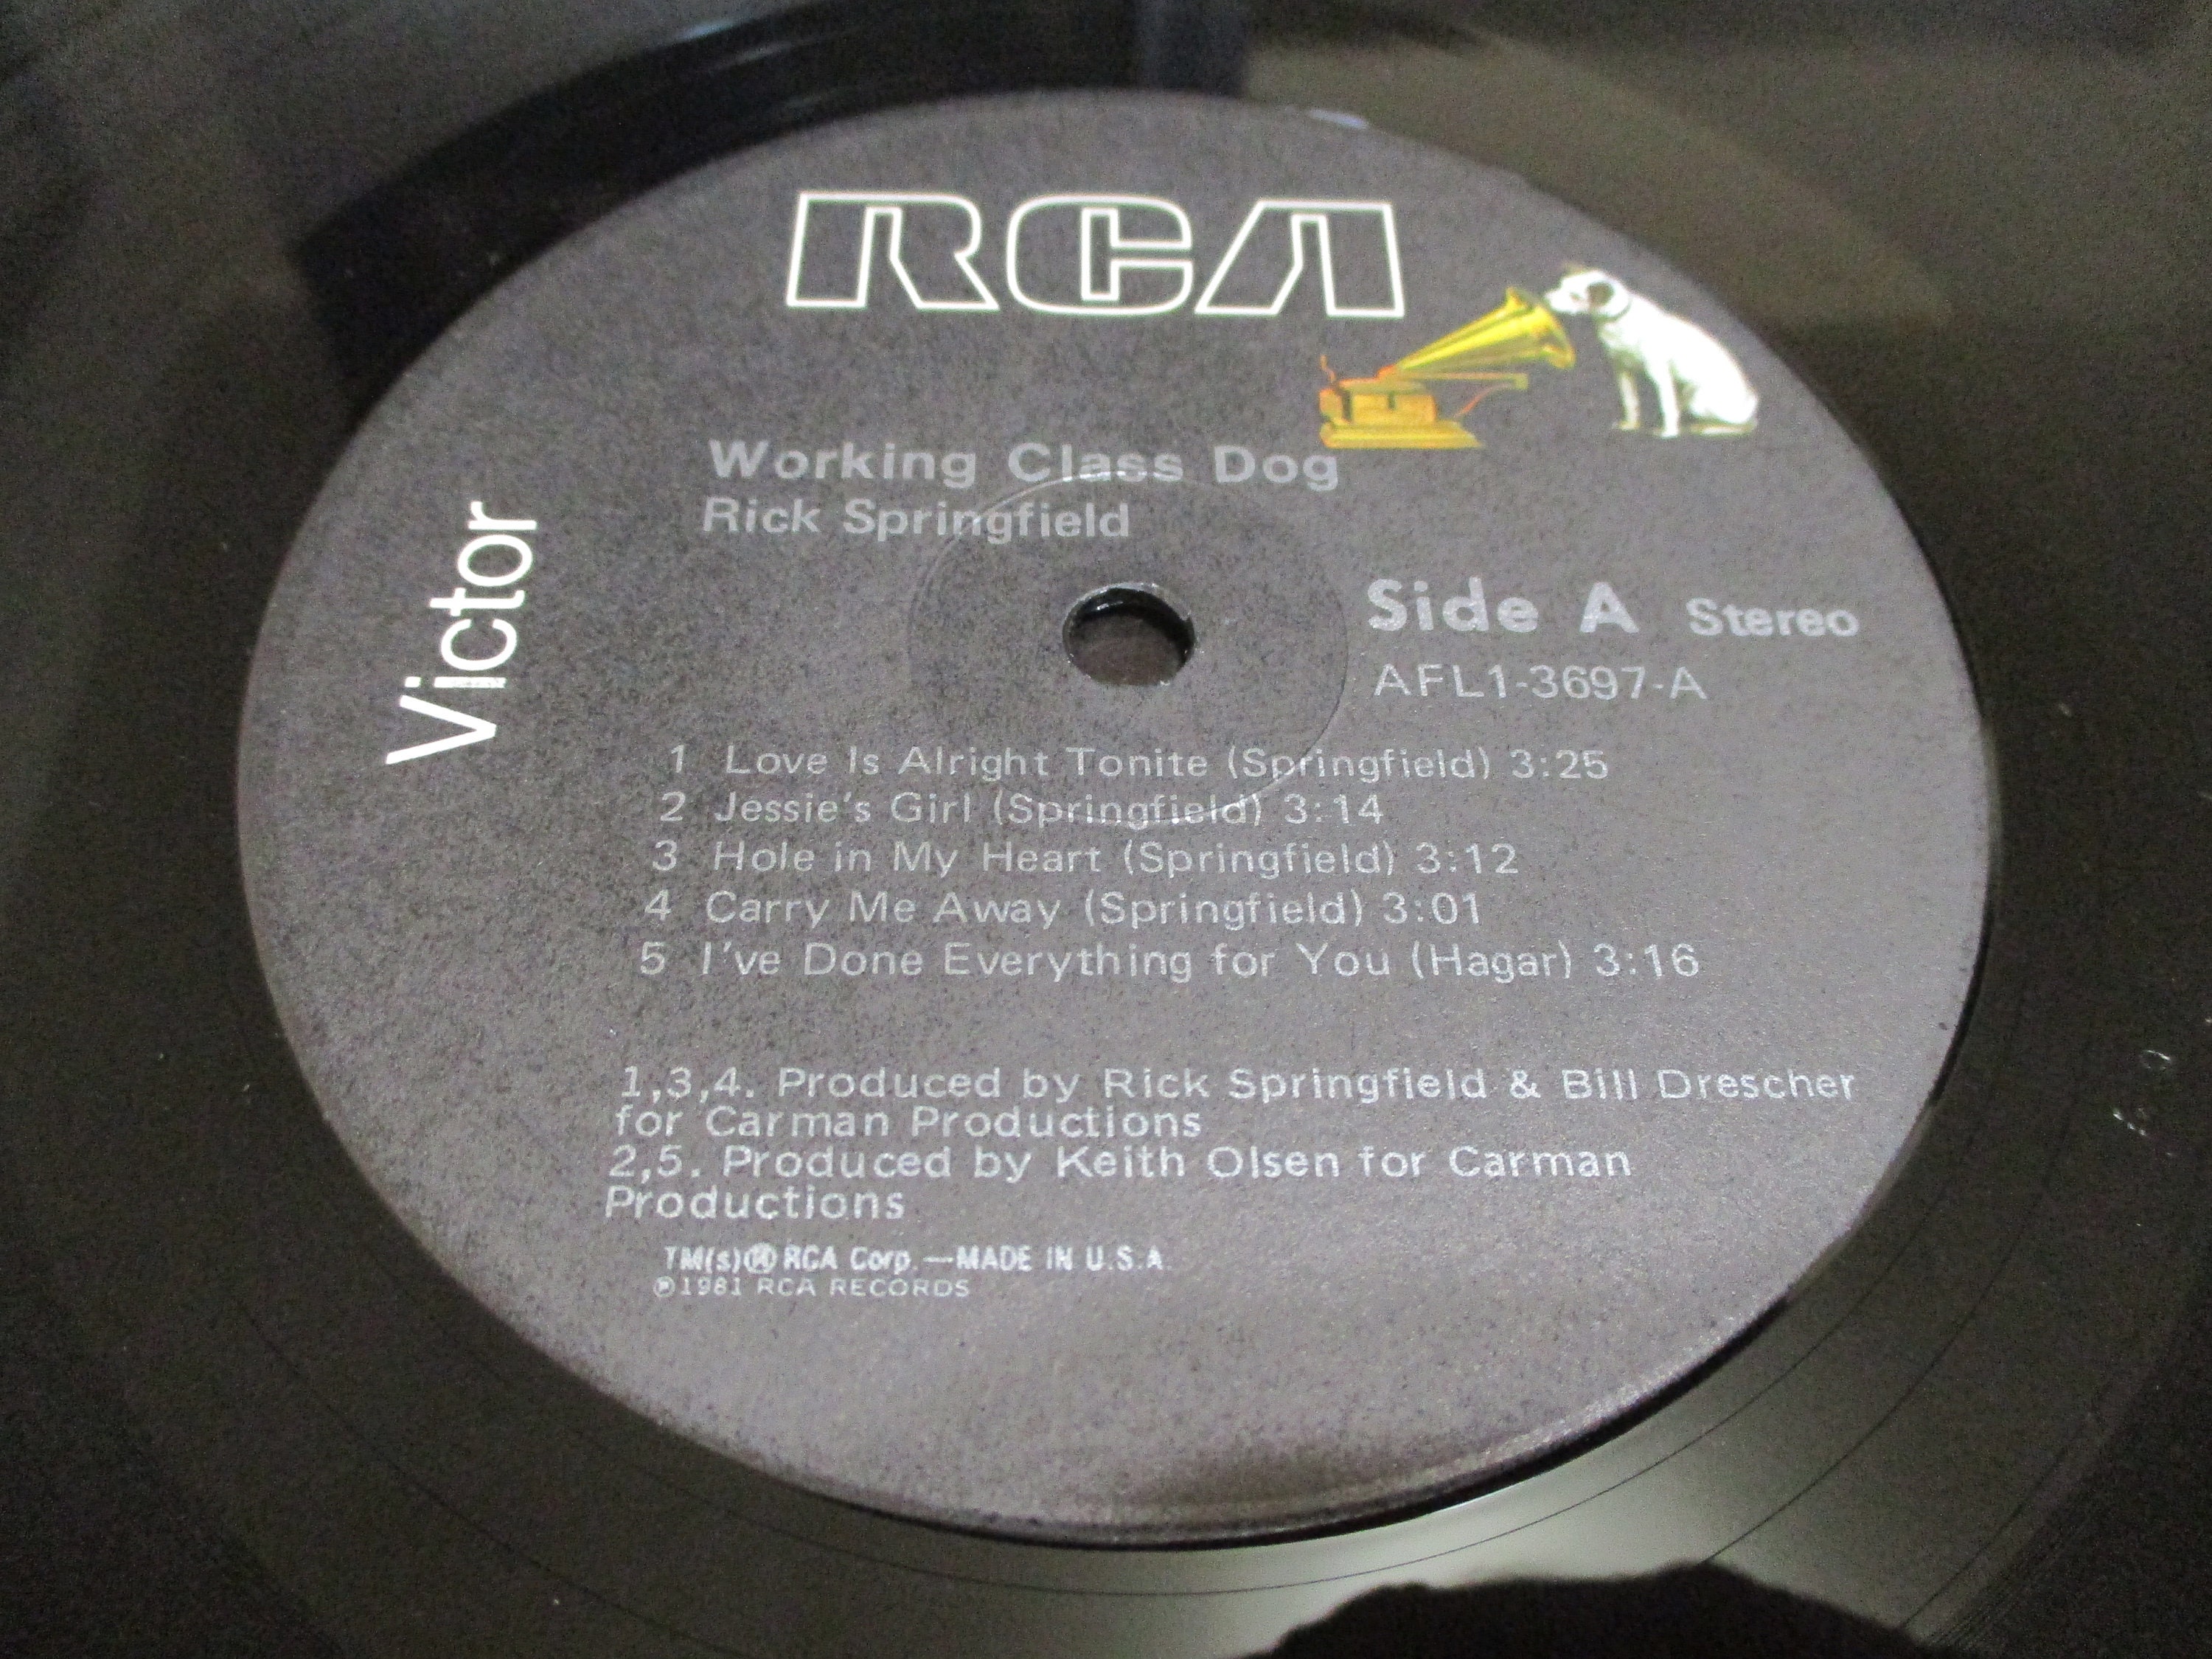 RCA
Victor
Working Class Dog
Rick Springfield
Side A Stereo
AFL1-3697-A
1 Love Is Alright Tonite (Springfield) 3:25
2 Jessie's Girl (Springfield) 3:14
3 Hole in My Heart (Springfield) 3:12
4 Carry Me Away (Springfield) 3:01
5 I've Done Everything for You (Hagar) 3:16
1,3,4. Produced by Rick Springfield & Bill Drescher
for Carman Productions
2,5. Produced by Keith Olsen for Carman
Productions
TM(s)® RCA Corp.—MADE IN U.S.A.
℗1981 RCA RECORDS